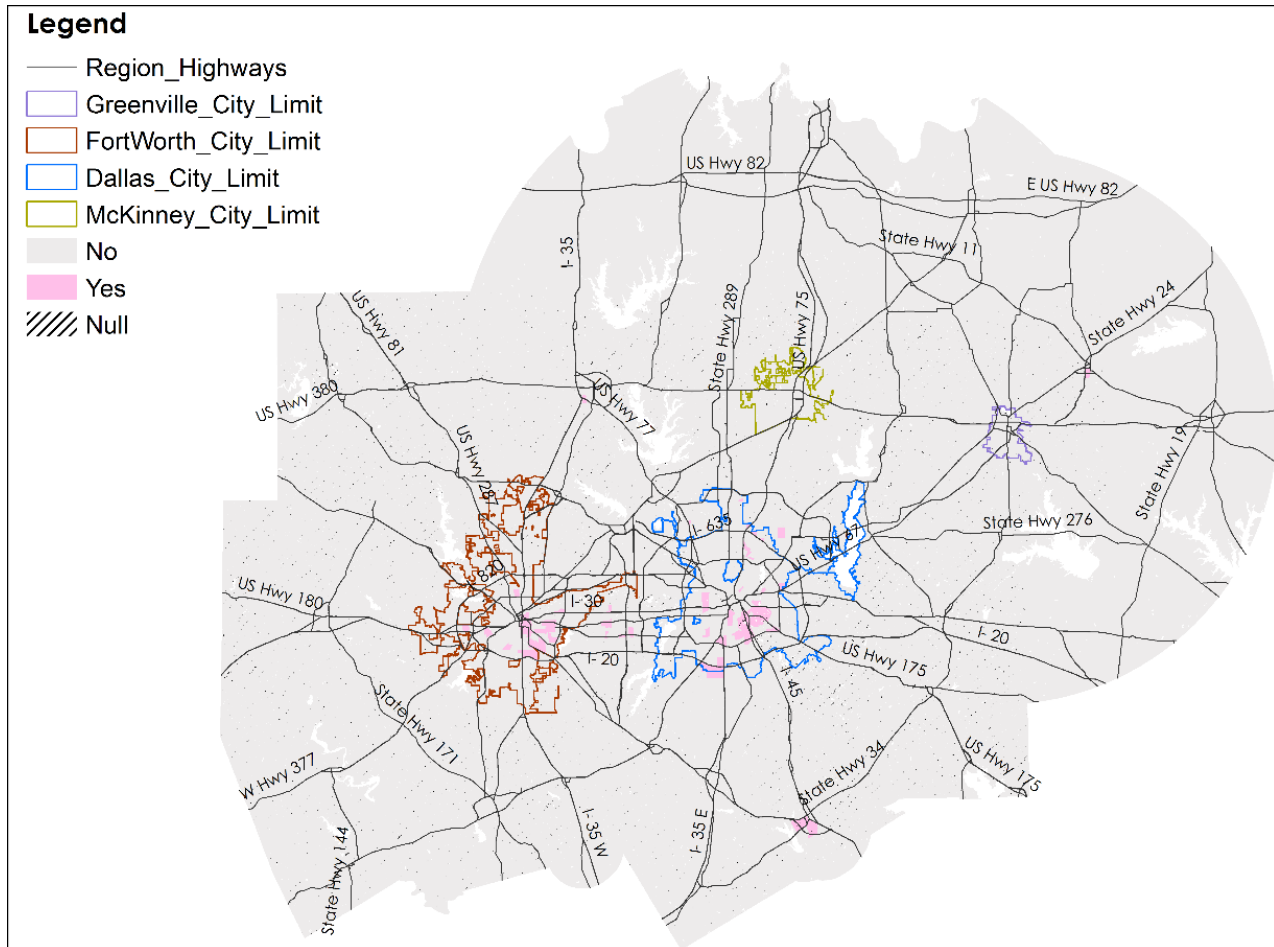 Legend
Region_Highways
Greenville_City_Limit
FortWorth_City_Limit
Dallas_City_Limit
McKinney_City_Limit
No
Yes
Null
US Hwy 82
E US Hwy 82
I- 35
State Hwy 11
State Hwy 289
US Hwy 75
State Hwy 24
US Hwy 81
US Hwy 380
US Hwy 77
US Hwy 287
State Hwy 19
I- 635
US Hwy 67
State Hwy 276
820
US Hwy 180
I- 30
I- 20
I- 20
US Hwy 175
I- 45
State Hwy 171
W Hwy 377
State Hwy 34
US Hwy 175
I- 35 W
I- 35 E
State Hwy 144